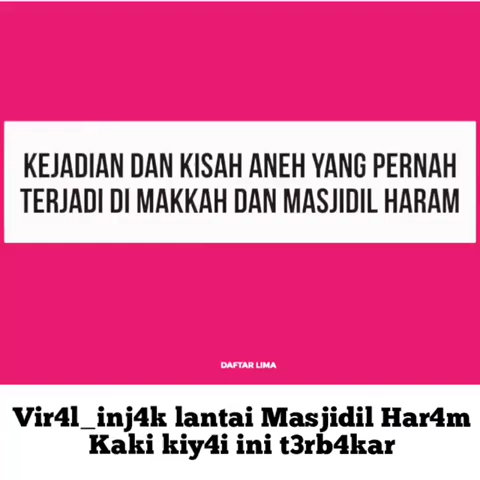 KEJADIAN DAN KISAH ANEH YANG PERNAH
TERJADI DI MAKKAH DAN MASJIDIL HARAM
DAFTAR LIMA
Vir4l_inj4k lantai Masjidil Har4m
Kaki kiy4i ini t3rb4kar